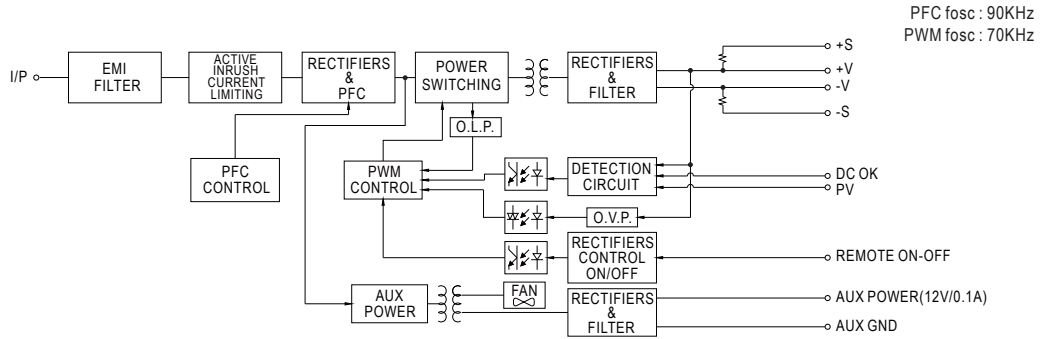 PFC fosc : 90KHz
PWM fosc : 70KHz
I/P
EMI
FILTER
ACTIVE
INRUSH
CURRENT
LIMITING
RECTIFIERS
&
PFC
POWER
SWITCHING
RECTIFIERS
&
FILTER
+S
+V
-V
-S
O.L.P.
PFC
CONTROL
PWM
CONTROL
DETECTION
CIRCUIT
DC OK
PV
O.V.P.
RECTIFIERS
CONTROL
ON/OFF
REMOTE ON-OFF
AUX
POWER
FAN
RECTIFIERS
&
FILTER
AUX POWER(12V/0.1A)
AUX GND